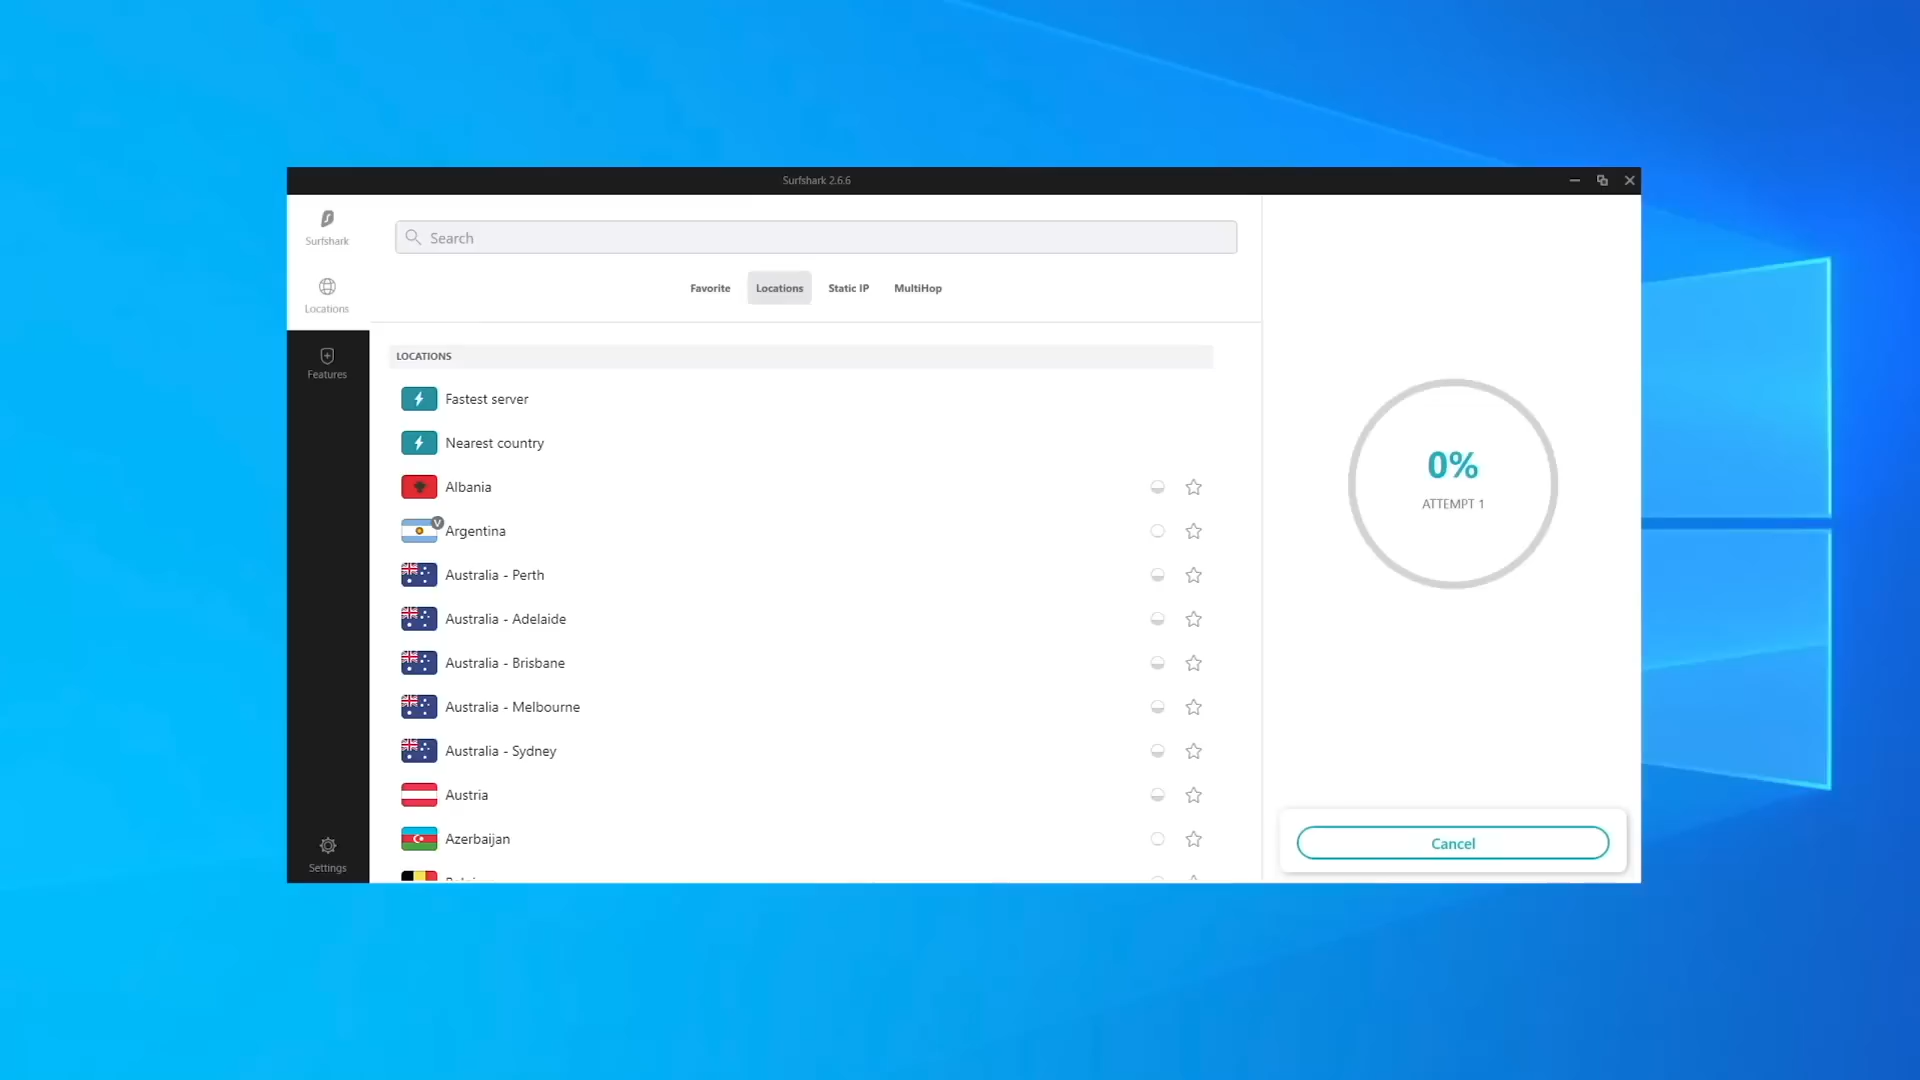 Surfshark 2.6.6
Surfshark
Search
Locations
Favorite Locations Static IP MultiHop
Features
LOCATIONS
Fastest server
Nearest country
Albania
V
Argentina
Australia - Perth
Australia - Adelaide
Australia - Brisbane
Australia - Melbourne
Australia - Sydney
Austria
Azerbaijan
0%
ATTEMPT 1
Cancel
Settings